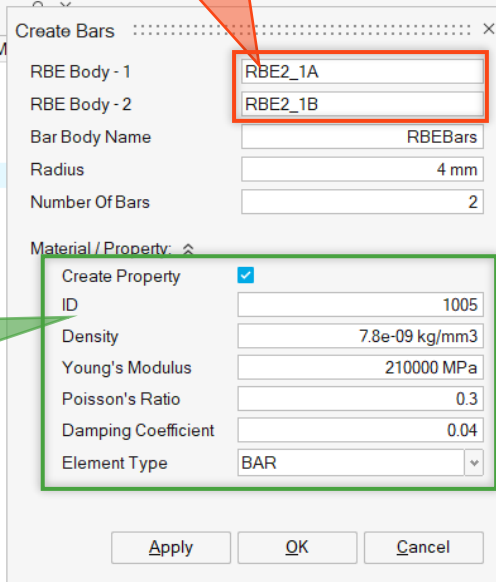 Create Bars
RBE Body - 1 RBE2_1A
RBE Body - 2 RBE2_1B
Bar Body Name RBEBars
Radius 4 mm
Number Of Bars 2
Material / Property:
Create Property
ID 1005
Density 7.8e-09 kg/mm3
Young's Modulus 210000 MPa
Poisson's Ratio 0.3
Damping Coefficient 0.04
Element Type BAR
Apply OK Cancel